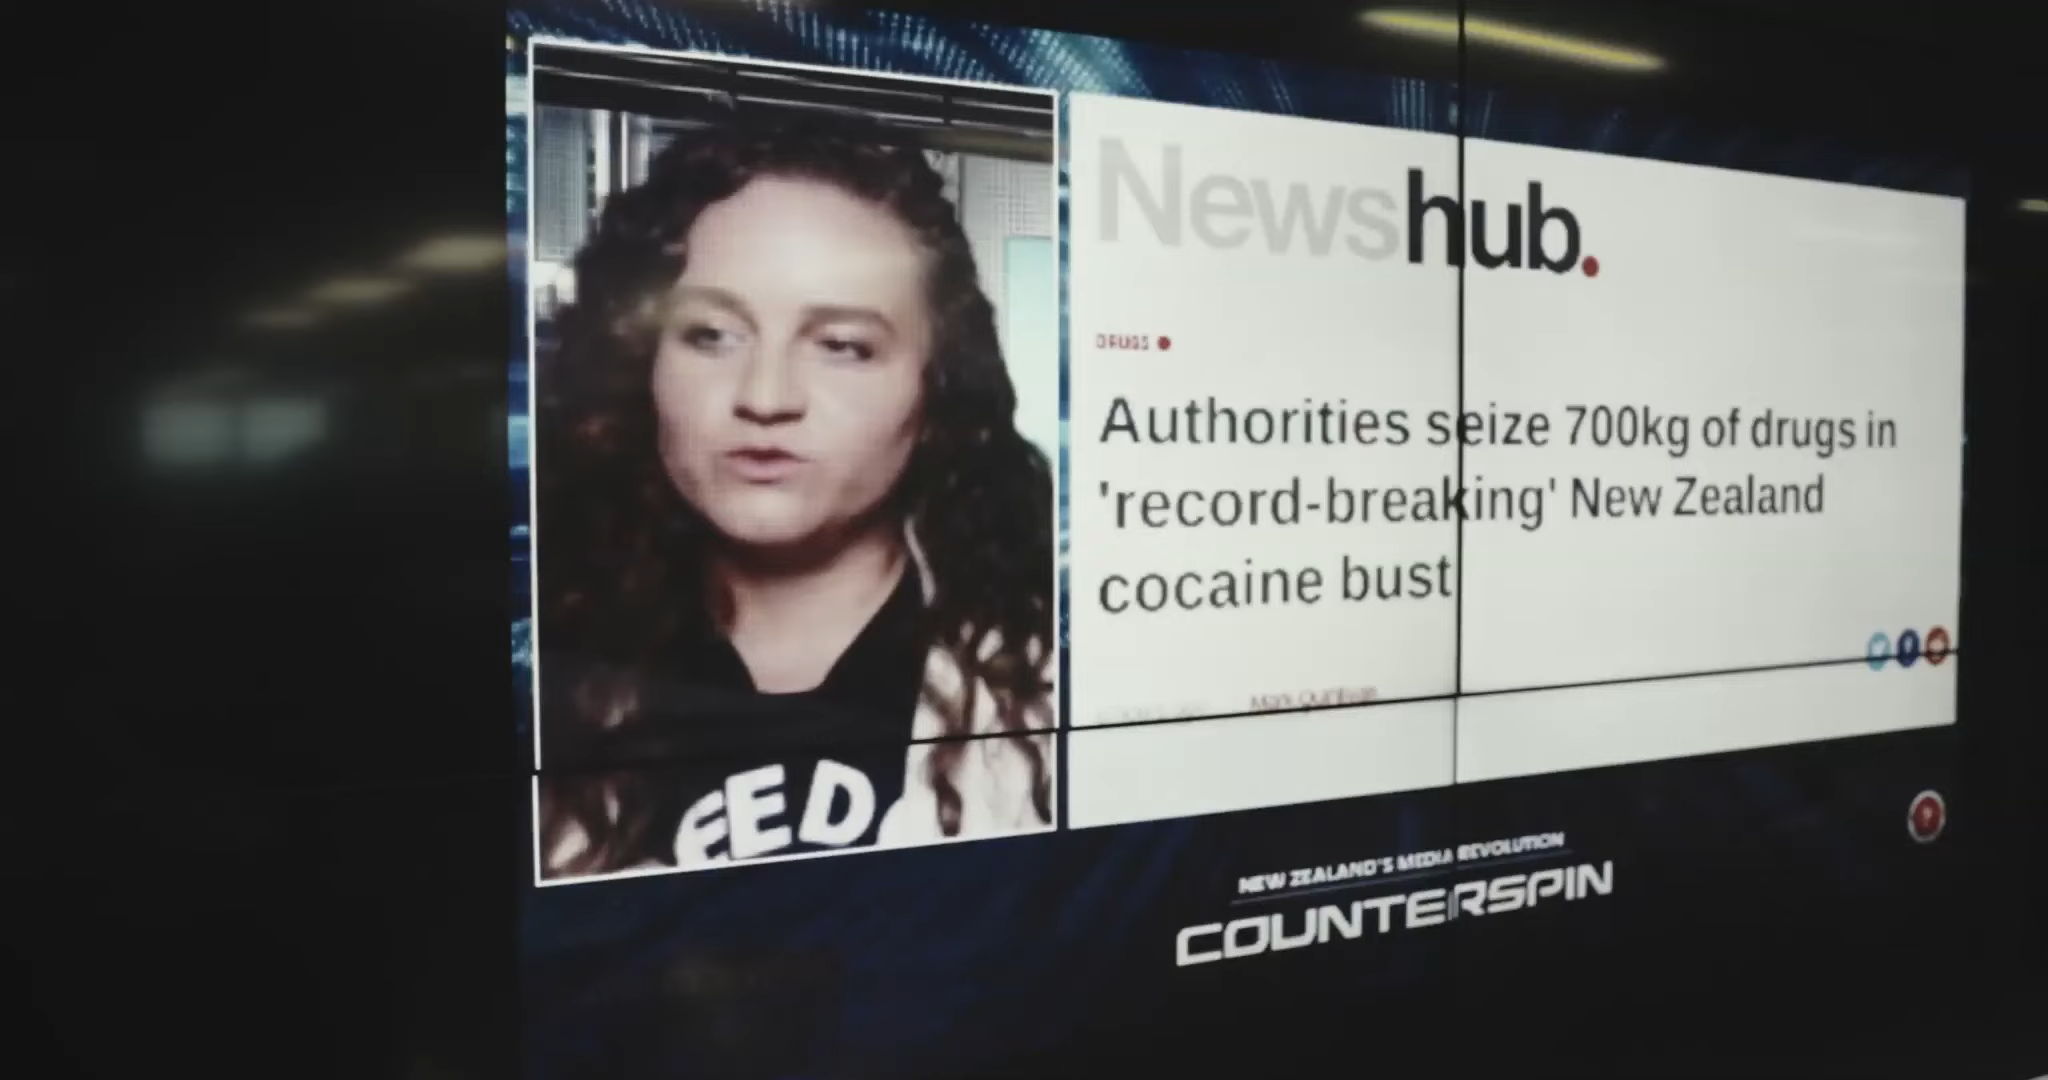 Newshub.
DRUGS
Authorities seize 700kg of drugs in
'record-breaking' New Zealand
cocaine bust
EED
NEW ZEALAND'S MEDIA REVOLUTION
COUNTERSPIN